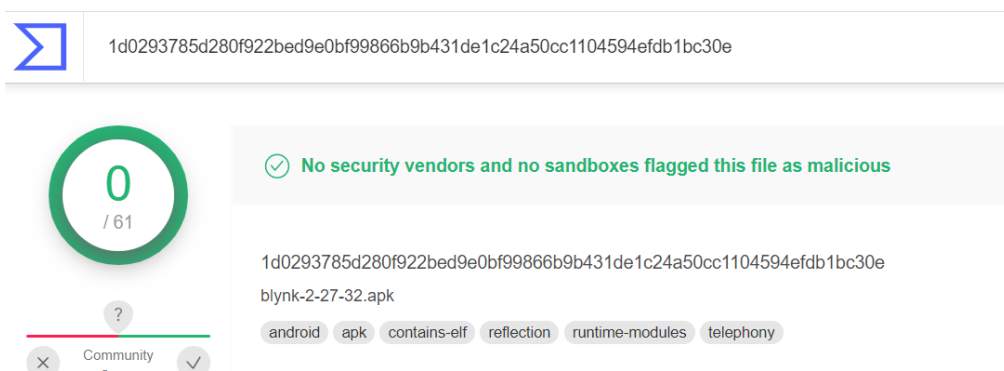 1d0293785d280f922bed9e0bf99866b9b431de1c24a50cc1104594efdb1bc30e
0
/ 61
No security vendors and no sandboxes flagged this file as malicious
1d0293785d280f922bed9e0bf99866b9b431de1c24a50cc1104594efdb1bc30e
blynk-2-27-32.apk
android apk contains-elf reflection runtime-modules telephony
?
Community